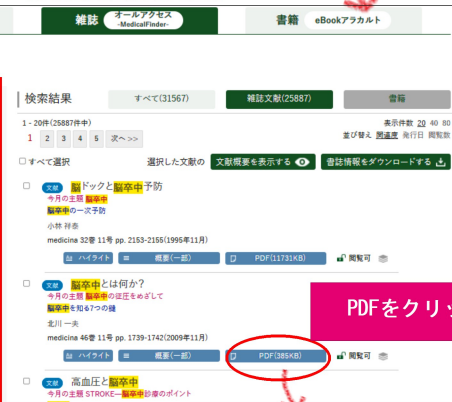 雑誌 オールアクセス
-MedicalFinder-
書籍 eBookアラカルト
検索結果
すべて(31567)
雑誌文献(25887)
書籍
1 - 20件(25887件中)
表示件数 20 40 80
1 2 3 4 5 次へ >>
並び替え 関連度 発行日 閲覧数
すべて選択
選択した文献の 文献概要を表示する 書誌情報をダウンロードする
文献 脳ドックと脳卒中予防
今月の主題 脳卒中
脳卒中の一次予防
小林 祥泰
medicina 32巻 11号 pp. 2153-2155(1995年11月)
ハイライト 概要(一部) PDF(11731KB) 閲覧可
文献 脳卒中とは何か?
今月の主題 脳卒中の征圧をめざして
脳卒中を知る7つの鍵
北川 一夫
PDFをクリッ
medicina 46巻 11号 pp. 1739-1742(2009年11月)
ハイライト 概要(一部) PDF(385KB) 閲覧可
文献 高血圧と脳卒中
今月の主題 STROKE—脳卒中診療のポイント